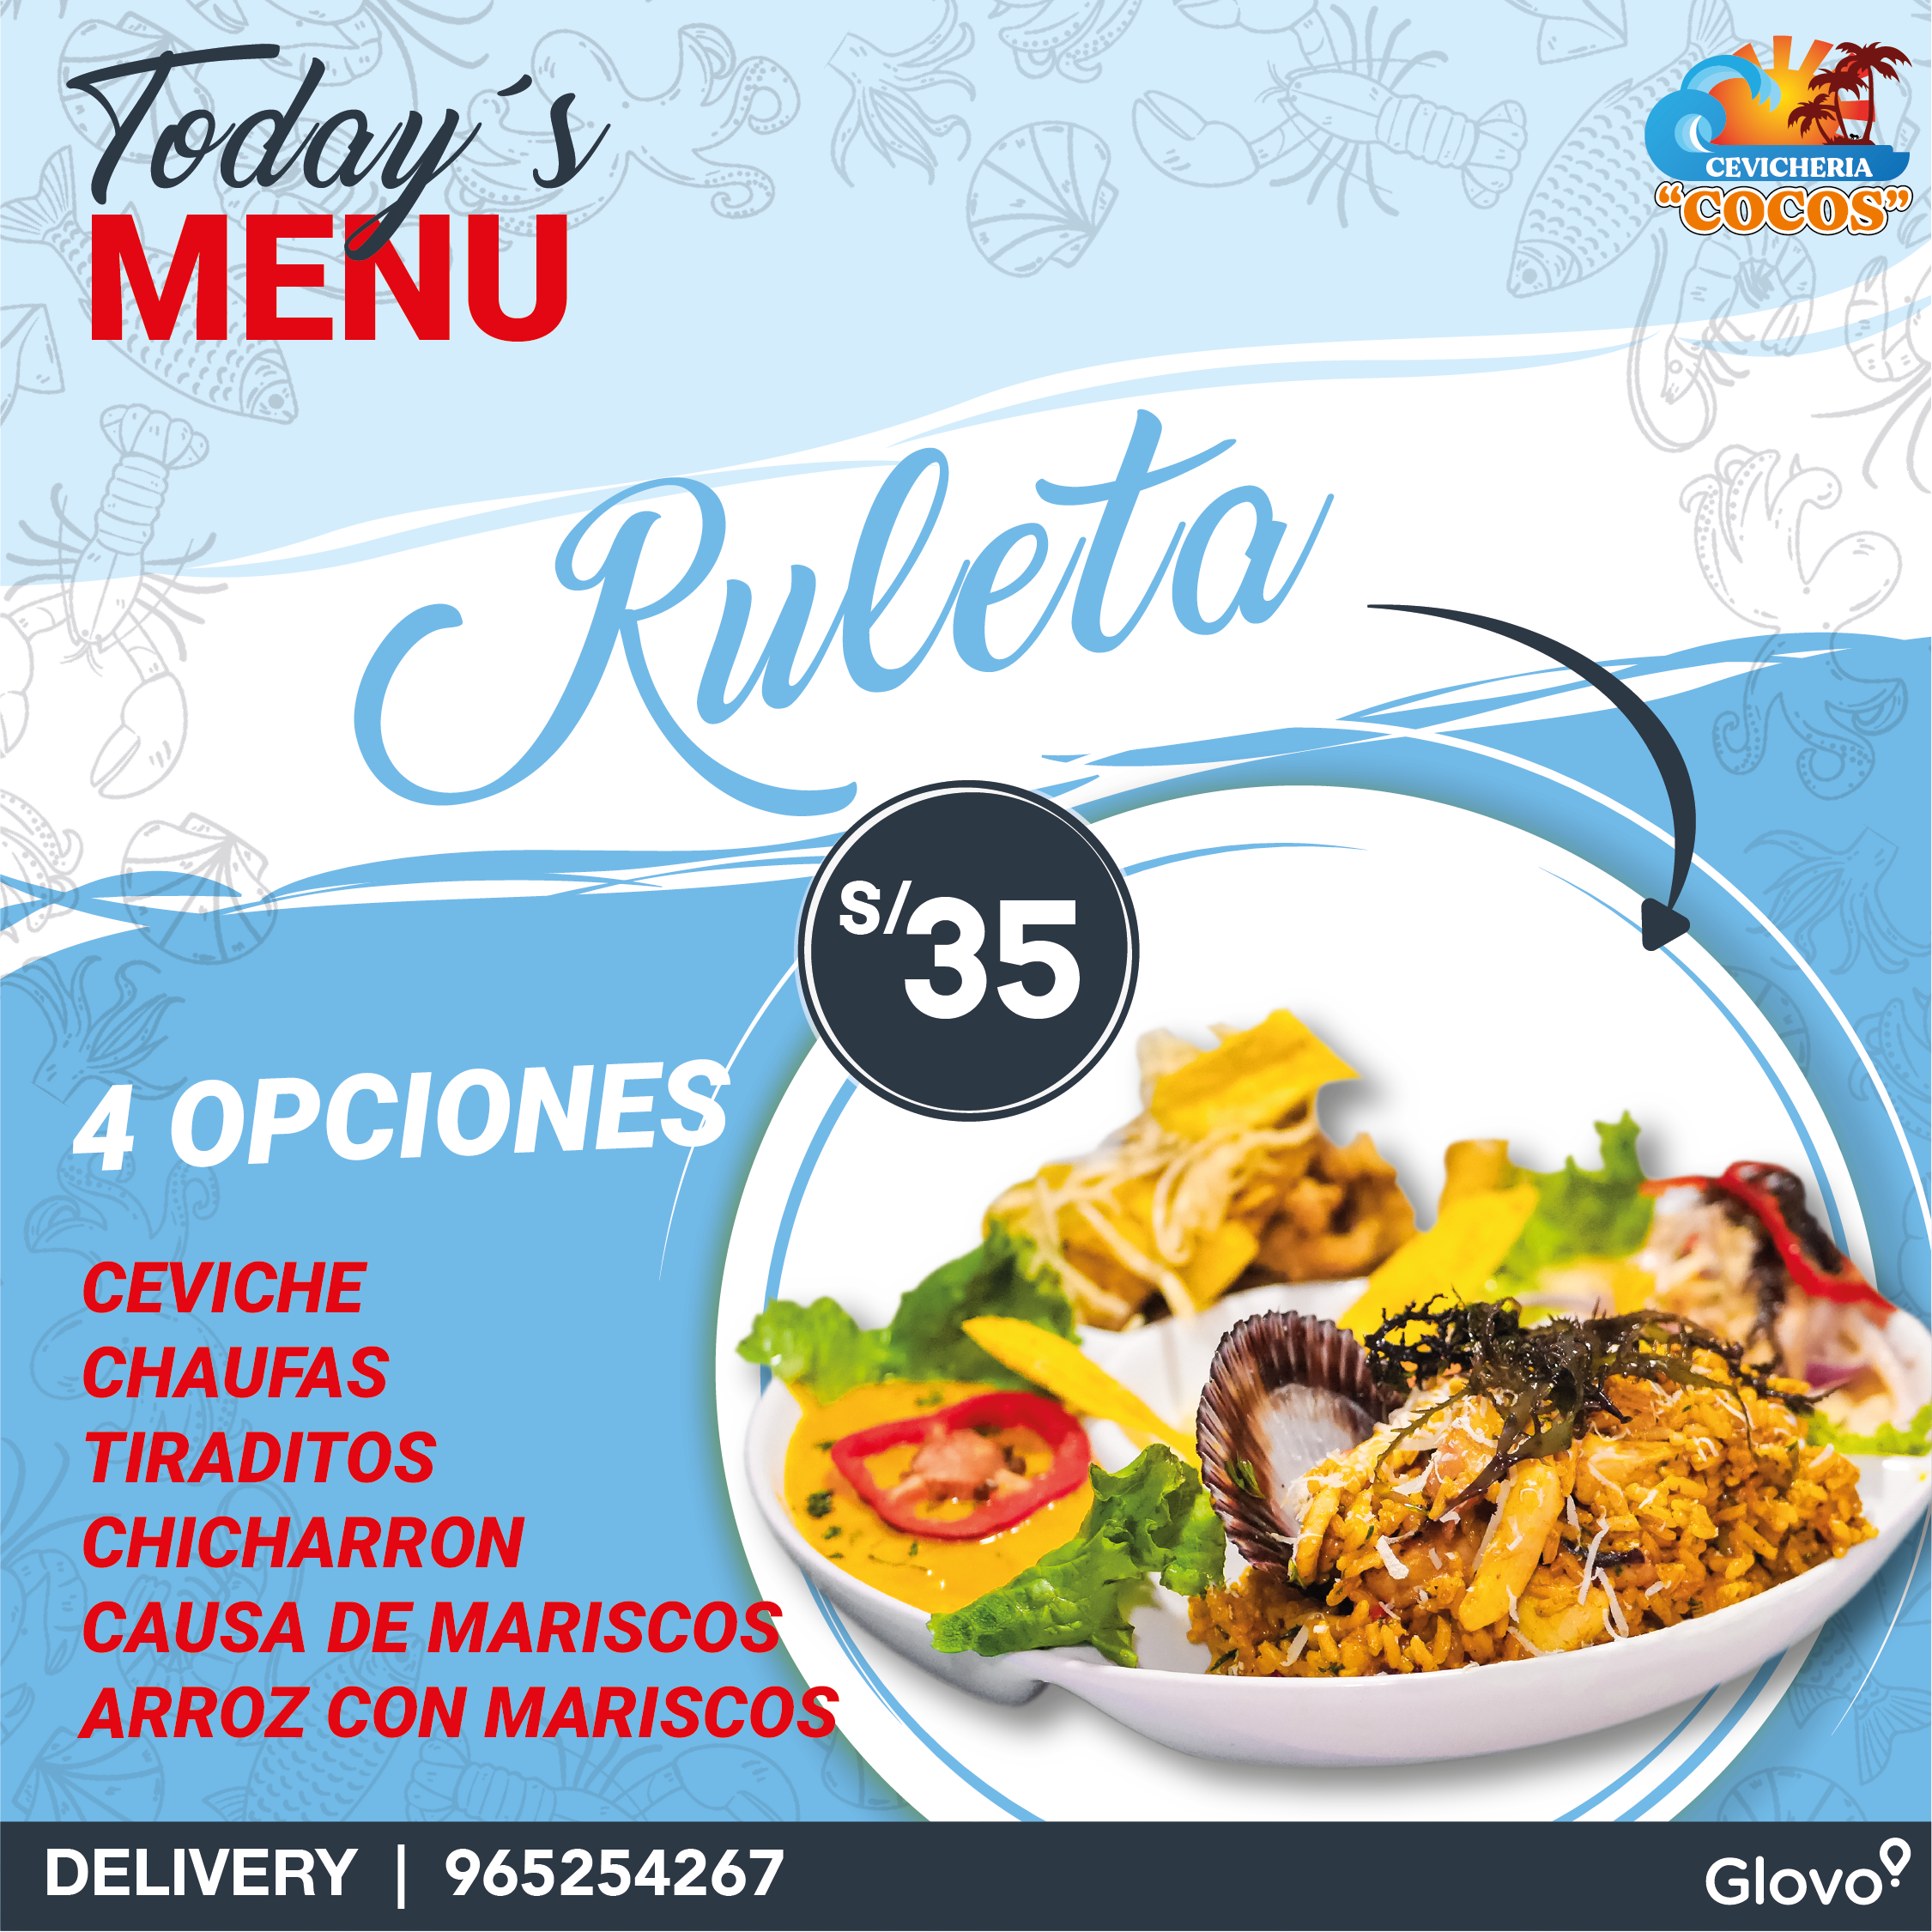 Today´s
MENU
CEVICHERIA
"COCOS"
Ruleta
S/35
4 OPCIONES
CEVICHE
CHAUFAS
TIRADITOS
CHICHARRON
CAUSA DE MARISCOS
ARROZ CON MARISCOS
DELIVERY | 965254267
Glovo